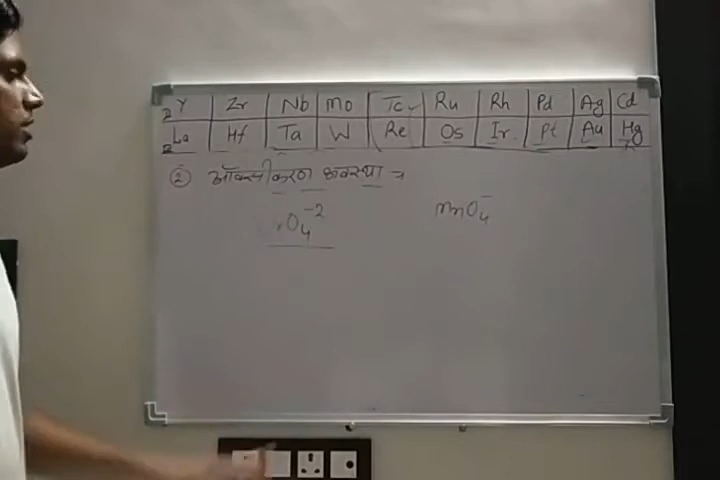 Y Zr Nb Mo Tc Ru Rh Pd Ag Cd
La Hf Ta W Re Os Ir Pt Au Hg
② ऑक्सीकरण अवस्था →
rO₄⁻² MnO₄⁻